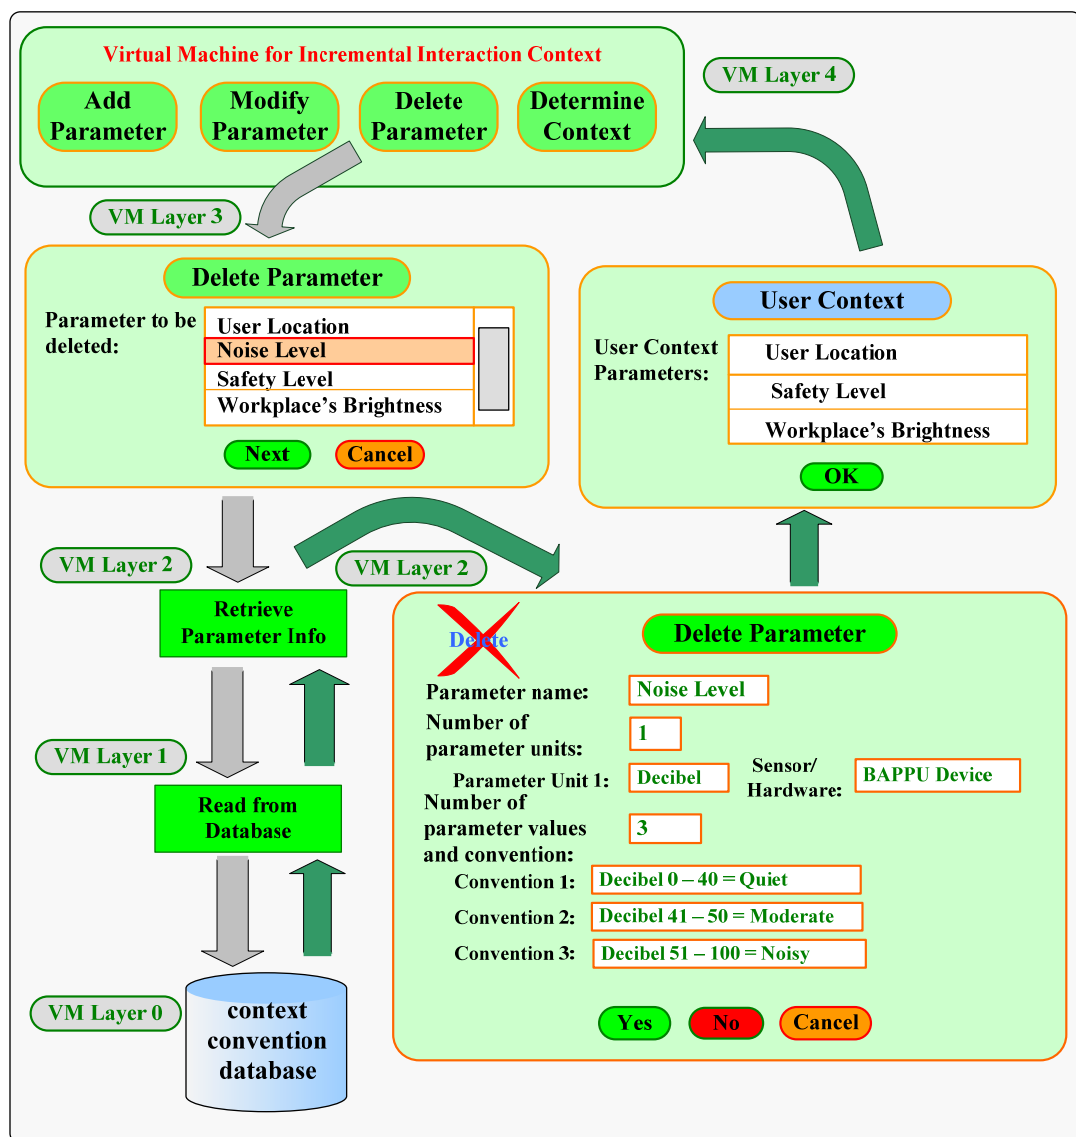 Virtual Machine for Incremental Interaction Context
Add
Parameter
Modify
Parameter
Delete
Parameter
Determine
Context
VM Layer 4
VM Layer 3
Delete Parameter
Parameter to be
deleted:
User Location
Noise Level
Safety Level
Workplace’s Brightness
Next
Cancel
User Context
User Context
Parameters:
User Location
Safety Level
Workplace’s Brightness
OK
VM Layer 2
VM Layer 2
Retrieve
Parameter Info
VM Layer 1
Read from
Database
VM Layer 0
context
convention
database
Delete
Delete Parameter
Parameter name:
Noise Level
Number of
parameter units:
1
Parameter Unit 1:
Decibel
Sensor/
Hardware:
BAPPU Device
Number of
parameter values
and convention:
3
Convention 1:
Decibel 0 – 40 = Quiet
Convention 2:
Decibel 41 – 50 = Moderate
Convention 3:
Decibel 51 – 100 = Noisy
Yes
No
Cancel